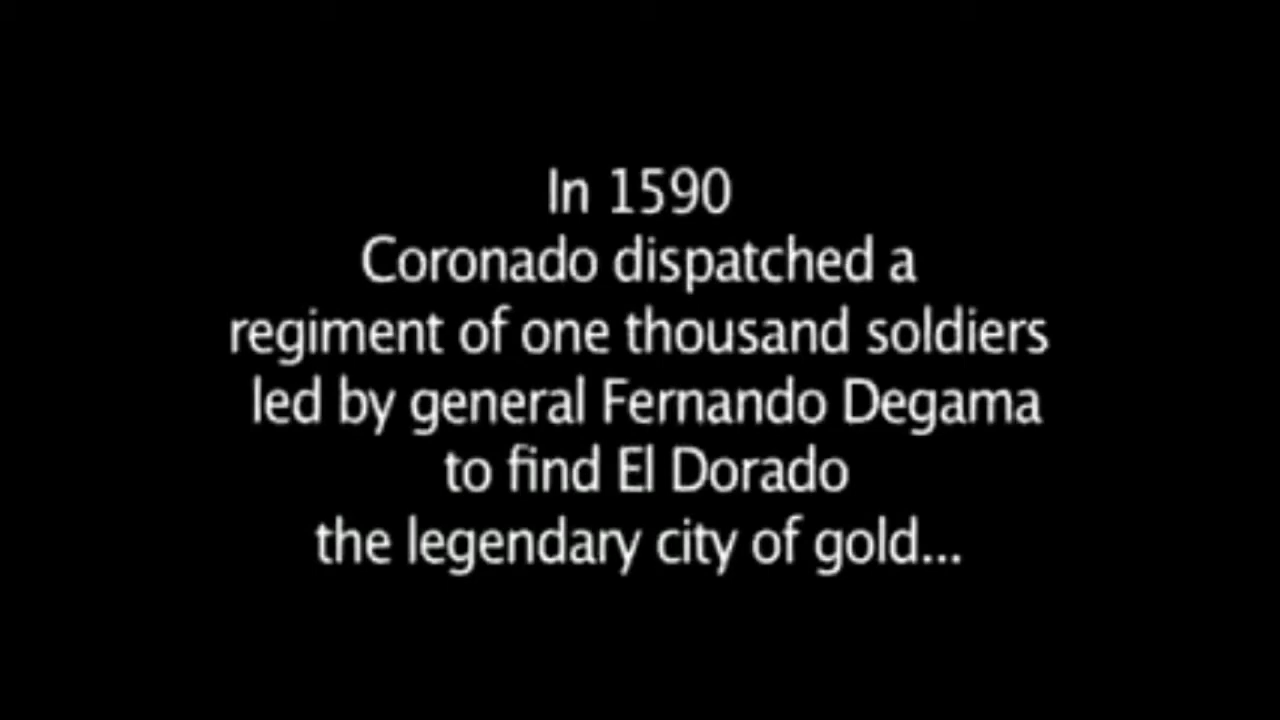 In 1590
Coronado dispatched a
regiment of one thousand soldiers
led by general Fernando Degama
to find El Dorado
the legendary city of gold...